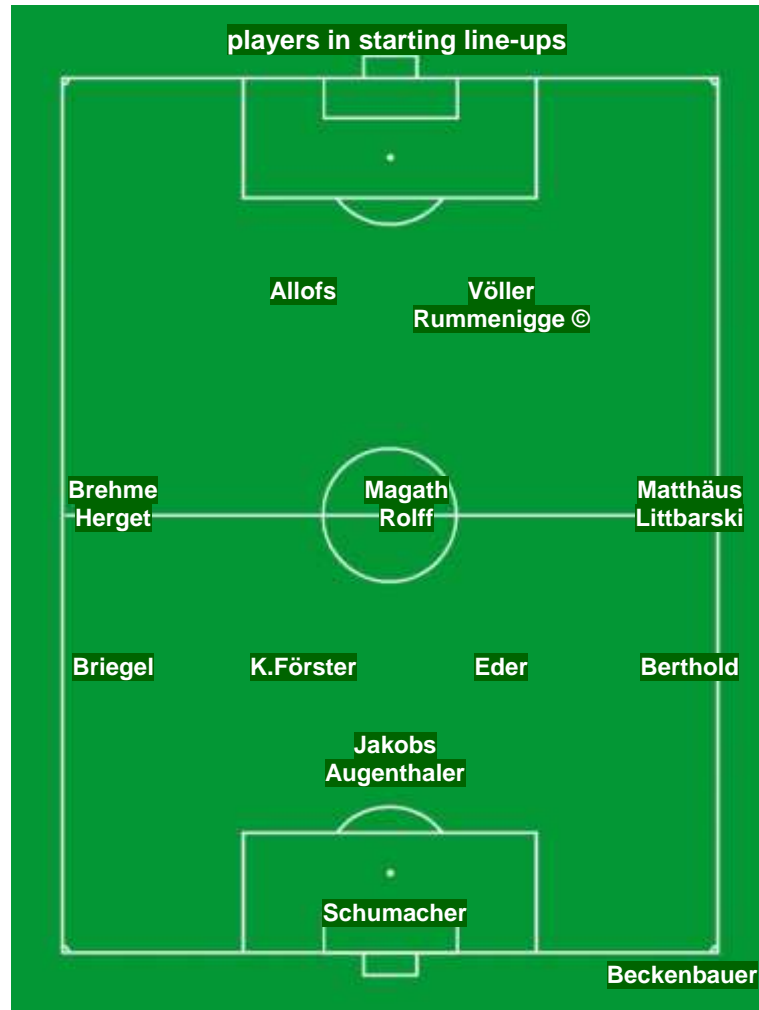 players in starting line-ups
Allofs
Völler
Rummenigge ©
Brehme
Herget
Magath
Rolff
Matthäus
Littbarski
Briegel
K.Förster
Eder
Berthold
Jakobs
Augenthaler
Schumacher
Beckenbauer